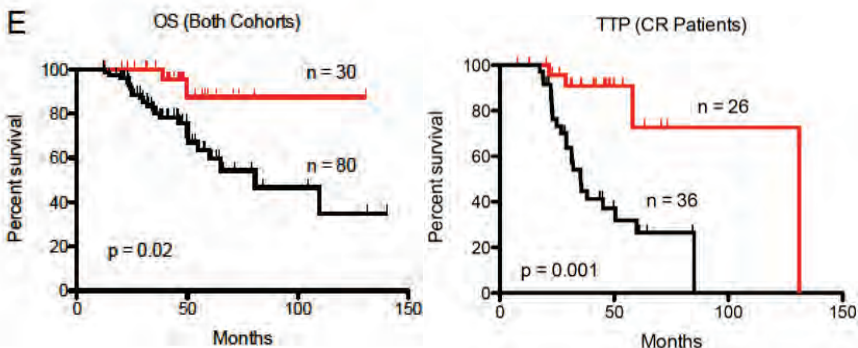 E
OS (Both Cohorts)
Percent survival
100
80
60
40
20
0
n = 30
n = 80
p = 0.02
0
50
100
150
Months
TTP (CR Patients)
Percent survival
100
80
60
40
20
0
n = 26
n = 36
p = 0.001
0
50
100
150
Months